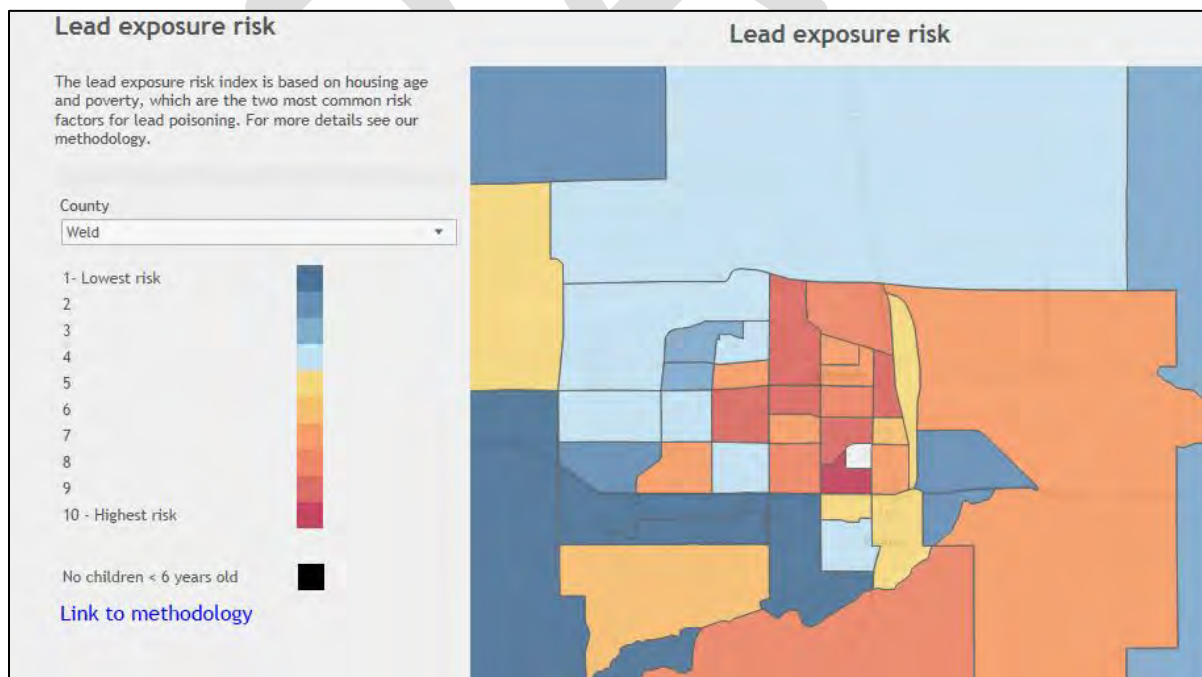 Lead exposure risk
The lead exposure risk index is based on housing age
and poverty, which are the two most common risk
factors for lead poisoning. For more details see our
methodology.
County
Weld
1- Lowest risk
2
3
4
5
6
7
8
9
10 - Highest risk
No children < 6 years old
Link to methodology
Lead exposure risk